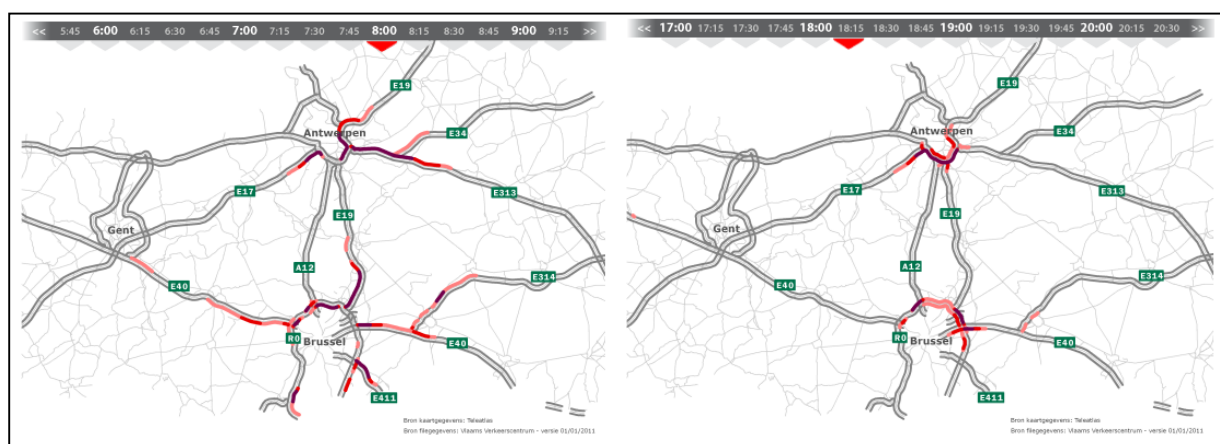 << 5:45 6:00 6:15 6:30 6:45 7:00 7:15 7:30 7:45 8:00 8:15 8:30 8:45 9:00 9:15 >>
E19
Antwerpen
E34
E17
E313
E19
Gent
A12
E314
E40
R0
Brussel
E40
E411
Bron kaartgegevens: Teleatlas
Bron filegegevens: Vlaams Verkeerscentrum - versie 01/01/2011
<< 17:00 17:15 17:30 17:45 18:00 18:15 18:30 18:45 19:00 19:15 19:30 19:45 20:00 20:15 20:30 >>
E19
Antwerpen
E34
E17
E313
E19
Gent
A12
E314
E40
R0
Brussel
E40
E411
Bron kaartgegevens: Teleatlas
Bron filegegevens: Vlaams Verkeerscentrum - versie 01/01/2011